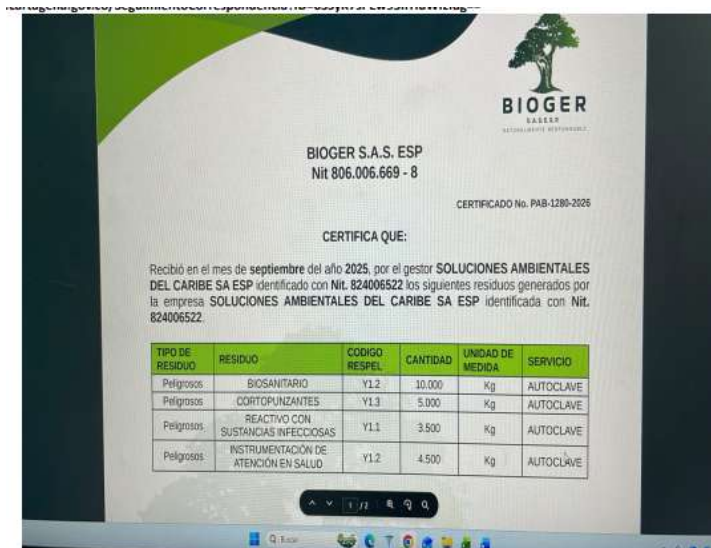 BIOGER
S.A.S E.S.P
NATURALMENTE RESPONSABLE
BIOGER S.A.S. ESP
Nit 806.006.669 - 8
CERTIFICADO No. PAB-1280-2026
CERTIFICA QUE:
Recibió en el mes de septiembre del año 2025, por el gestor SOLUCIONES AMBIENTALES
DEL CARIBE SA ESP identificado con Nit. 824006522 los siguientes residuos generados por
la empresa SOLUCIONES AMBIENTALES DEL CARIBE SA ESP identificada con Nit.
824006522.
TIPO DE RESIDUO RESIDUO CODIGO RESPEL CANTIDAD UNIDAD DE MEDIDA SERVICIO
Peligrosos BIOSANITARIO Y1.2 10.000 Kg AUTOCLAVE
Peligrosos CORTOPUNZANTES Y1.3 5.000 Kg AUTOCLAVE
Peligrosos REACTIVO CON SUSTANCIAS INFECCIOSAS Y1.1 3.500 Kg AUTOCLAVE
Peligrosos INSTRUMENTACIÓN DE ATENCIÓN EN SALUD Y1.2 4.500 Kg AUTOCLAVE
1 / 2